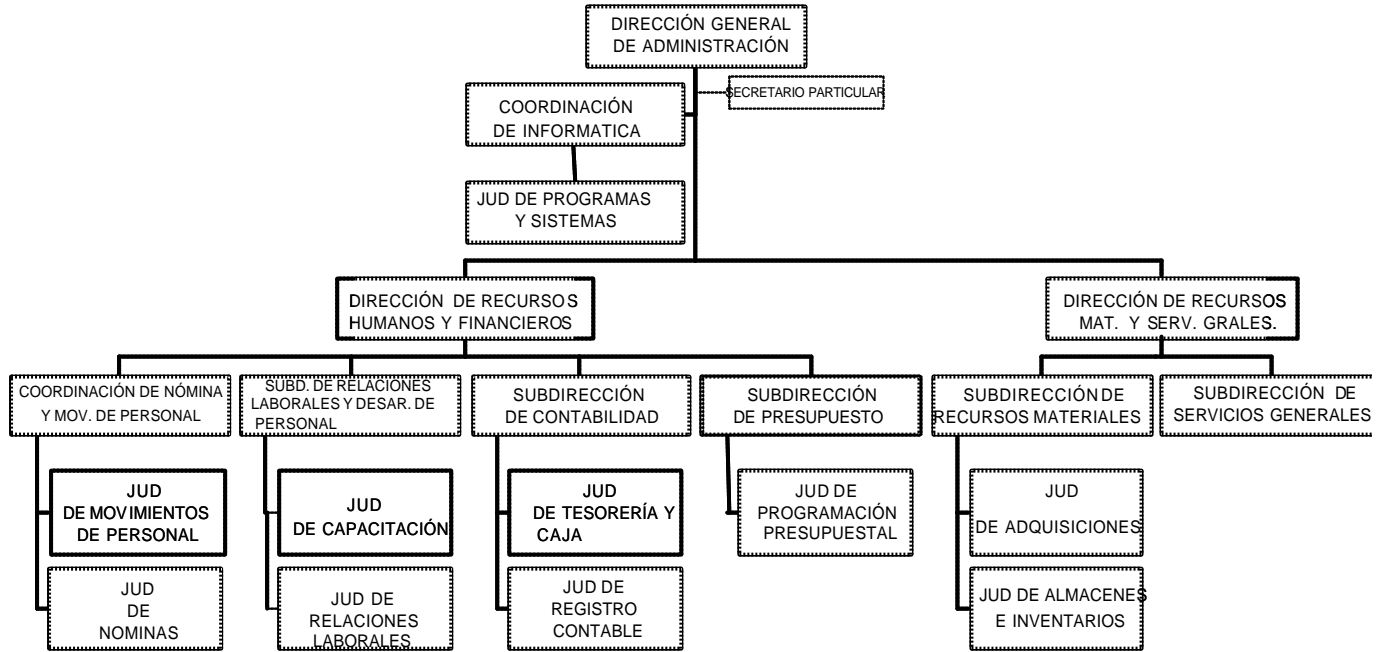 DIRECCIÓN GENERAL
DE ADMINISTRACIÓN
SECRETARIO PARTICULAR
COORDINACIÓN
DE INFORMATICA
JUD DE PROGRAMAS
Y SISTEMAS
DIRECCIÓN DE RECURSOS
HUMANOS Y FINANCIEROS
DIRECCIÓN DE RECURSOS
MAT. Y SERV. GRALES.
COORDINACIÓN DE NÓMINA
Y MOV. DE PERSONAL
SUBD. DE RELACIONES
LABORALES Y DESAR. DE
PERSONAL
SUBDIRECCIÓN
DE CONTABILIDAD
SUBDIRECCIÓN
DE PRESUPUESTO
SUBDIRECCIÓN DE
RECURSOS MATERIALES
SUBDIRECCIÓN DE
SERVICIOS GENERALES
JUD
DE MOVIMIENTOS
DE PERSONAL
JUD
DE CAPACITACIÓN
JUD
DE TESORERÍA Y
CAJA
JUD DE
PROGRAMACIÓN
PRESUPUESTAL
JUD
DE ADQUISICIONES
JUD
DE
NOMINAS
JUD DE
RELACIONES
LABORALES
JUD DE
REGISTRO
CONTABLE
JUD DE ALMACENES
E INVENTARIOS